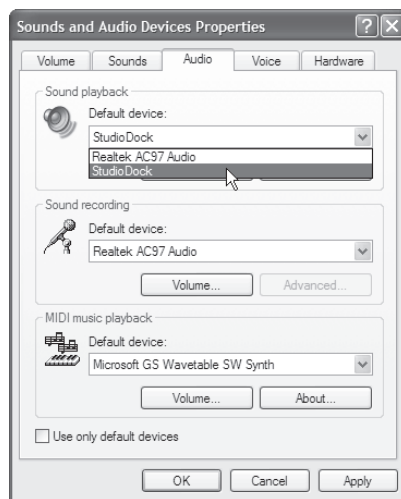 Sounds and Audio Devices Properties
Volume Sounds Audio Voice Hardware
Sound playback
Default device:
StudioDock
Realtek AC97 Audio
StudioDock
Sound recording
Default device:
Realtek AC97 Audio
Volume... Advanced...
MIDI music playback
Default device:
Microsoft GS Wavetable SW Synth
Volume... About...
Use only default devices
OK Cancel Apply